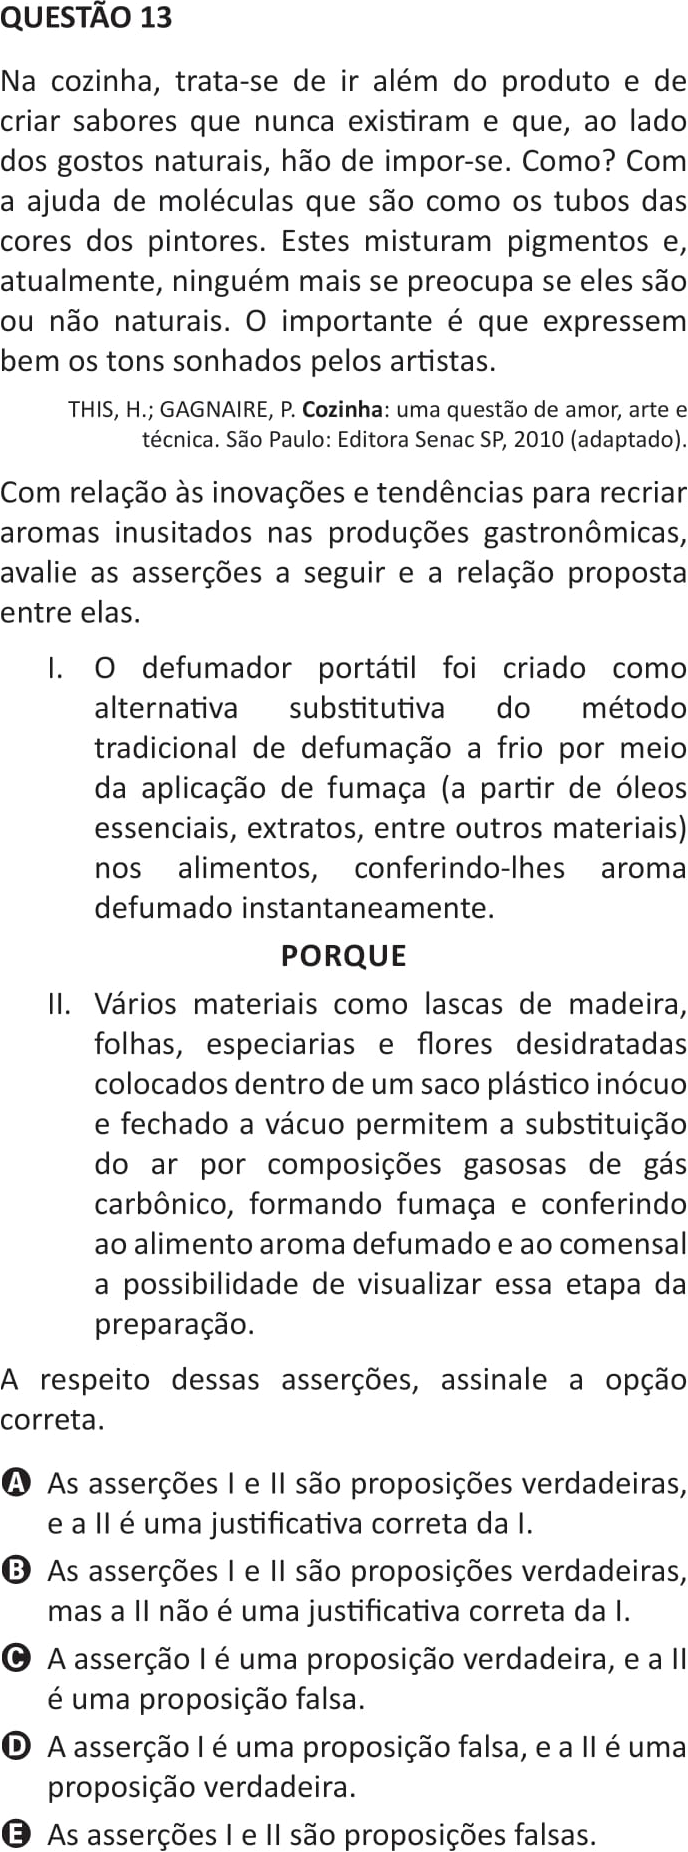 QUESTÃO 13
Na cozinha, trata-se de ir além do produto e de
criar sabores que nunca existiram e que, ao lado
dos gostos naturais, hão de impor-se. Como? Com
a ajuda de moléculas que são como os tubos das
cores dos pintores. Estes misturam pigmentos e,
atualmente, ninguém mais se preocupa se eles são
ou não naturais. O importante é que expressem
bem os tons sonhados pelos artistas.
THIS, H.; GAGNAIRE, P. Cozinha: uma questão de amor, arte e
técnica. São Paulo: Editora Senac SP, 2010 (adaptado).
Com relação às inovações e tendências para recriar
aromas inusitados nas produções gastronômicas,
avalie as asserções a seguir e a relação proposta
entre elas.
I. O defumador portátil foi criado como
alternativa substitutiva do método
tradicional de defumação a frio por meio
da aplicação de fumaça (a partir de óleos
essenciais, extratos, entre outros materiais)
nos alimentos, conferindo-lhes aroma
defumado instantaneamente.
PORQUE
II. Vários materiais como lascas de madeira,
folhas, especiarias e flores desidratadas
colocados dentro de um saco plástico inócuo
e fechado a vácuo permitem a substituição
do ar por composições gasosas de gás
carbônico, formando fumaça e conferindo
ao alimento aroma defumado e ao comensal
a possibilidade de visualizar essa etapa da
preparação.
A respeito dessas asserções, assinale a opção
correta.
A As asserções I e II são proposições verdadeiras,
e a II é uma justificativa correta da I.
B As asserções I e II são proposições verdadeiras,
mas a II não é uma justificativa correta da I.
C A asserção I é uma proposição verdadeira, e a II
é uma proposição falsa.
D A asserção I é uma proposição falsa, e a II é uma
proposição verdadeira.
E As asserções I e II são proposições falsas.